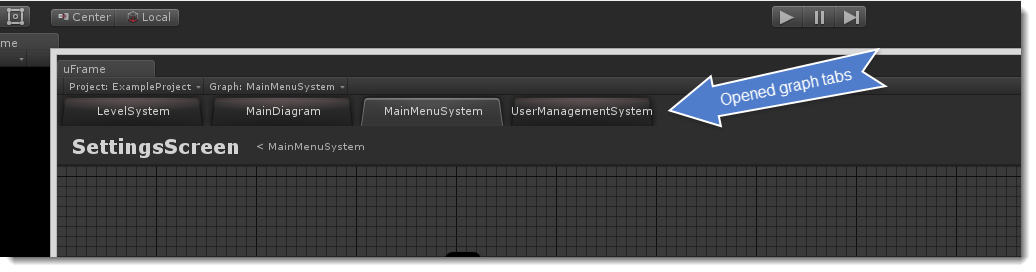 Center Local
me
uFrame
Project: ExampleProject Graph: MainMenuSystem
Opened graph tabs
LevelSystem MainDiagram MainMenuSystem UserManagementSystem
SettingsScreen < MainMenuSystem